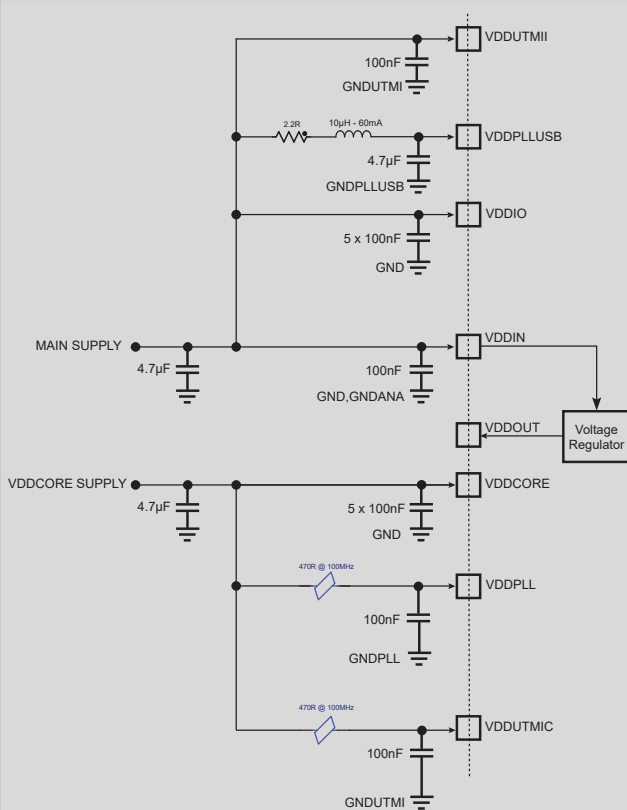 VDDUTMII
100nF
GNDUTMI
2.2R
10µH - 60mA
VDDPLLUSB
4.7µF
GNDPLLUSB
VDDIO
5 x 100nF
GND
MAIN SUPPLY
VDDIN
4.7µF
100nF
GND,GNDANA
VDDOUT
Voltage
Regulator
VDDCORE SUPPLY
VDDCORE
4.7µF
5 x 100nF
GND
470R @ 100MHz
VDDPLL
100nF
GNDPLL
470R @ 100MHz
VDDUTMIC
100nF
GNDUTMI